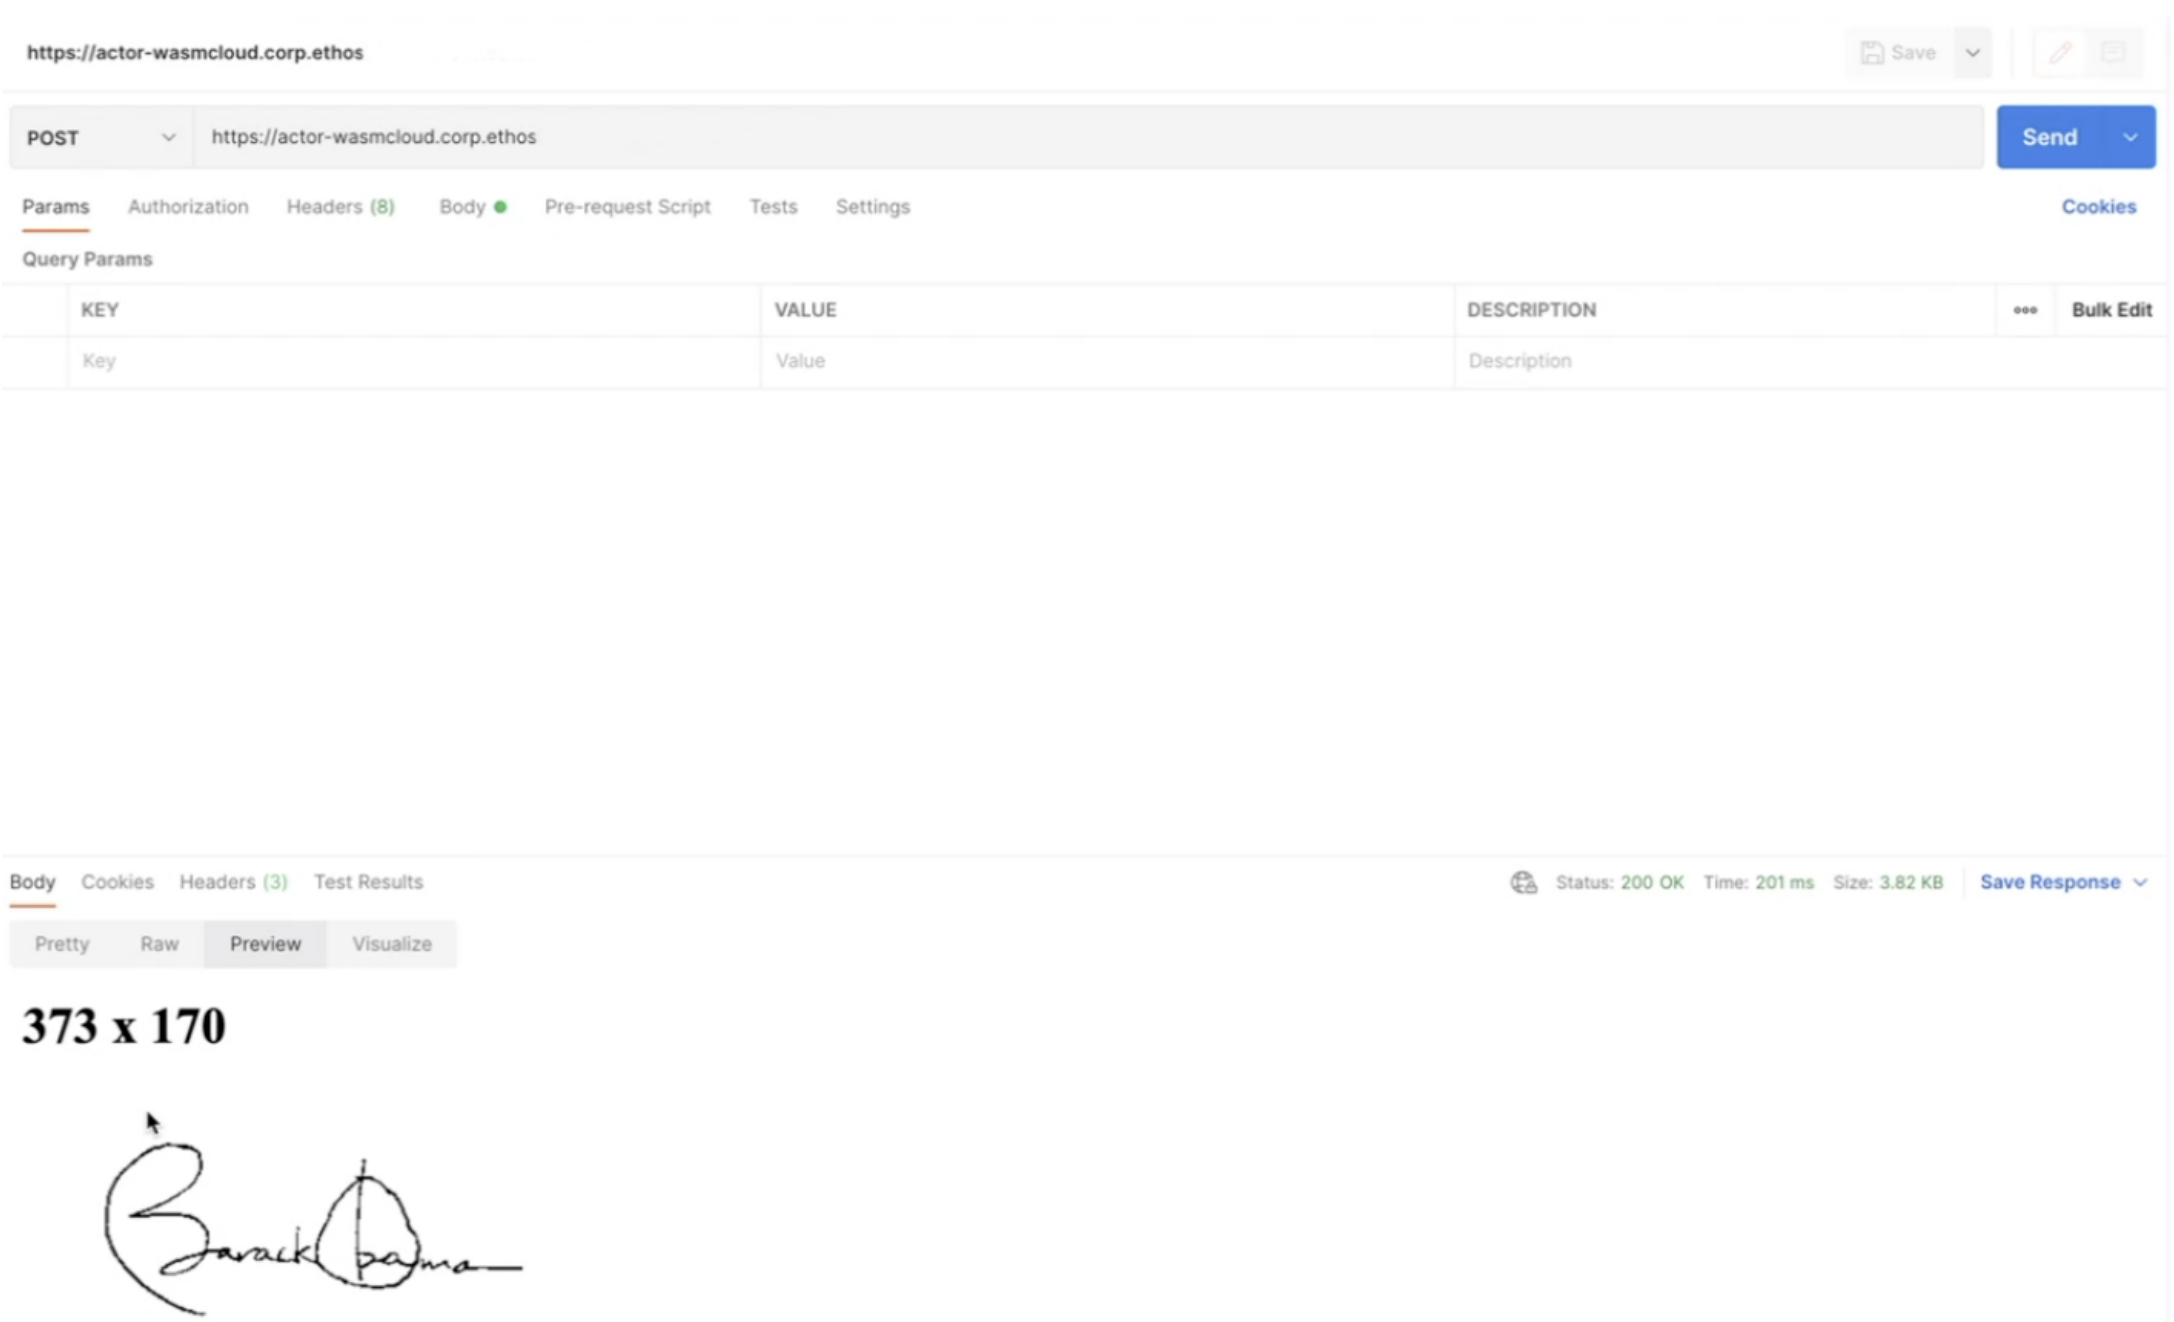 https://actor-wasmcloud.corp.ethos
Save
POST https://actor-wasmcloud.corp.ethos Send
Params Authorization Headers (8) Body Pre-request Script Tests Settings Cookies
Query Params
KEY VALUE DESCRIPTION Bulk Edit
Key Value Description
Body Cookies Headers (3) Test Results Status: 200 OK Time: 201 ms Size: 3.82 KB Save Response
Pretty Raw Preview Visualize
373 x 170
Barack Obama